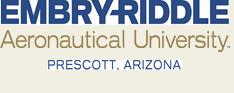 EMBRY-RIDDLE
Aeronautical University.
PRESCOTT, ARIZONA